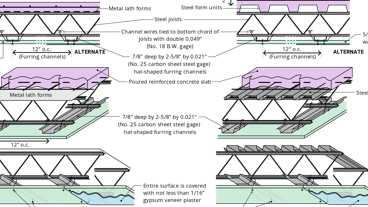 Metal lath forms
Steel form units
Steel joists
Channel wires tied to bottom chord of
joists with double 0.049"
(No. 18 B.W. gage)
12" o.c.
(Furring channels)
ALTERNATE
12" o.c.
(Furring channels)
ALTERNATE
7/8" deep by 2-5/8" by 0.021"
(No. 25 carbon sheet steel gage)
hat-shaped furring channels
Poured reinforced concrete slab
Metal lath forms
Steel
7/8" deep by 2-5/8" by 0.021"
(No. 25 carbon sheet steel gage)
hat-shaped furring channels
12" o.c.
Entire surface is covered
with not less than 1/16"
gypsum veneer plaster